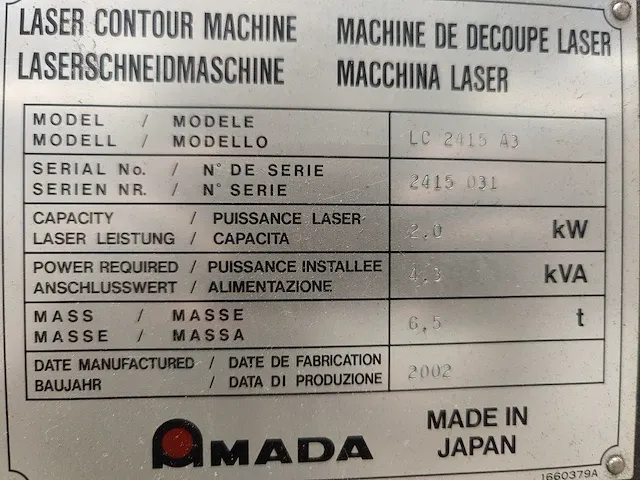 LASER CONTOUR MACHINE MACHINE DE DECOUPE LASER
LASERSCHNEIDMASCHINE MACCHINA LASER
MODEL / MODELE
MODELL / MODELLO LC 2415 A3
SERIAL No. / N° DE SERIE
SERIEN NR. / N° SERIE 2415 031
CAPACITY / PUISSANCE LASER
LASER LEISTUNG / CAPACITA 2.0 kW
POWER REQUIRED / PUISSANCE INSTALLEE
ANSCHLUSSWERT / ALIMENTAZIONE 4,3 kVA
MASS / MASSE
MASSE / MASSA 6,5 t
DATE MANUFACTURED / DATE DE FABRICATION
BAUJAHR / DATA DI PRODUZIONE 2002
AMADA
MADE IN
JAPAN
1660379A